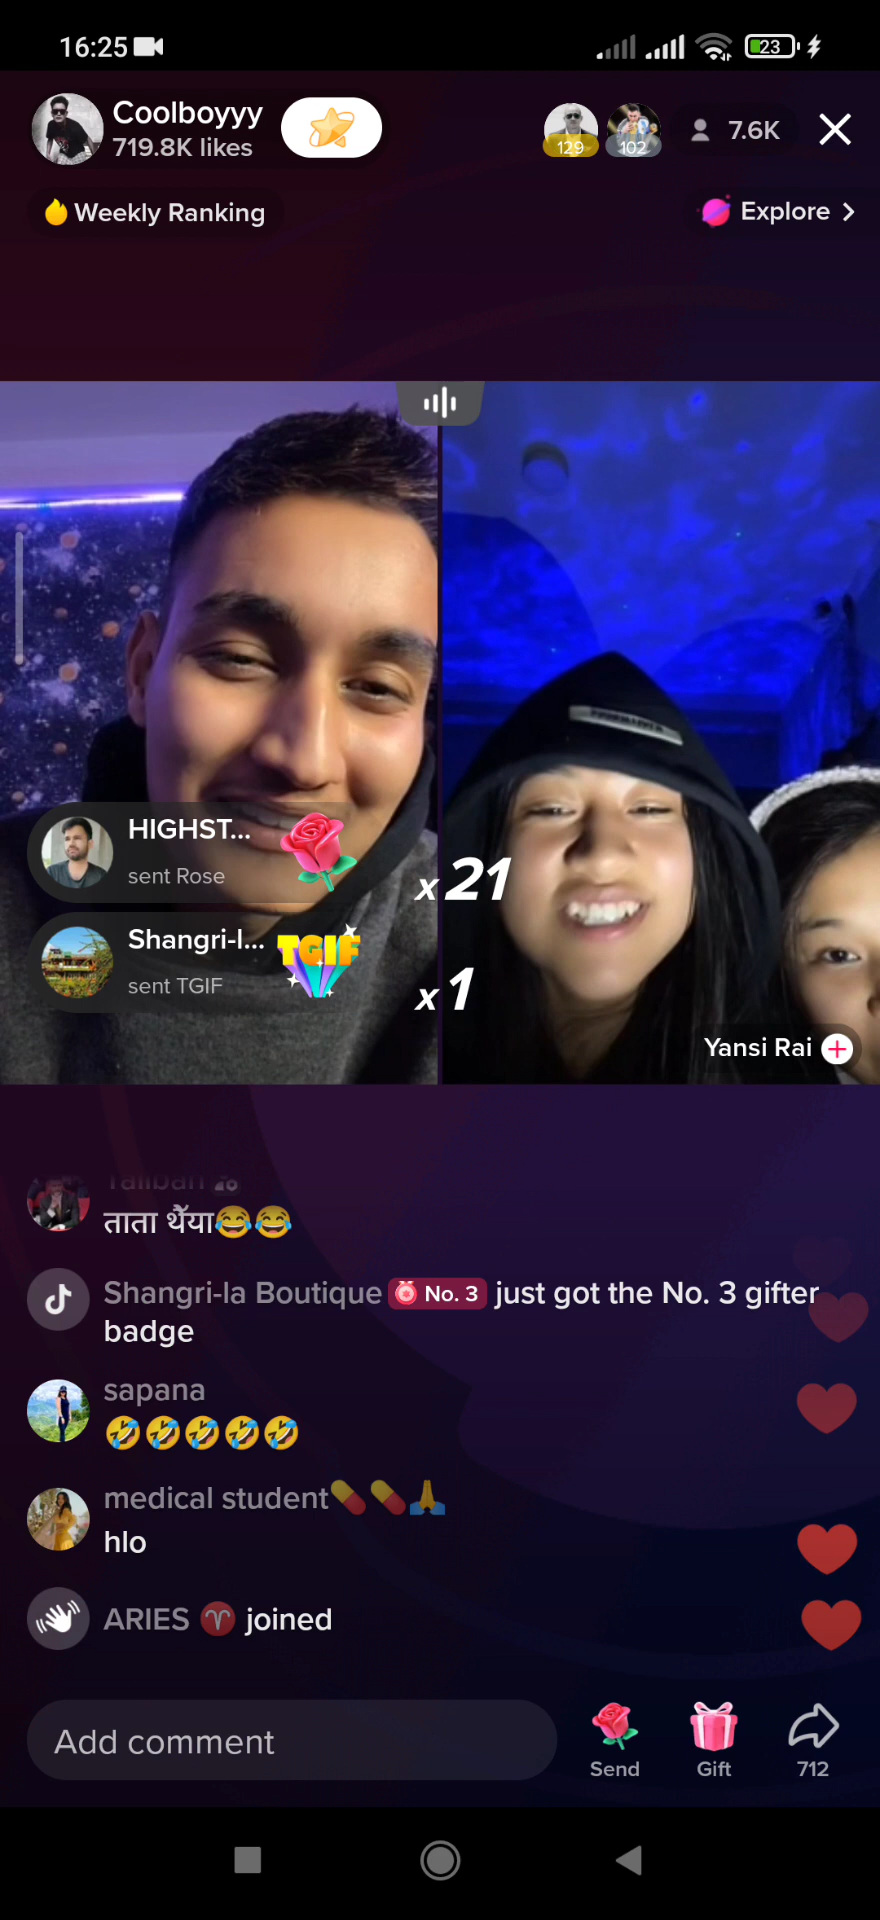 16:25
23
Coolboyyy
719.8K likes
129
102
7.6K
Weekly Ranking
Explore
HIGHST...
sent Rose
x21
Shangri-l...
TGIF
sent TGIF
x1
Yansi Rai
Taliban
ताता थैँया😂😂
Shangri-la Boutique No. 3 just got the No. 3 gifter
badge
sapana
🤣🤣🤣🤣🤣
medical student💊💊🙏
hlo
ARIES ♈ joined
Add comment
Send
Gift
712